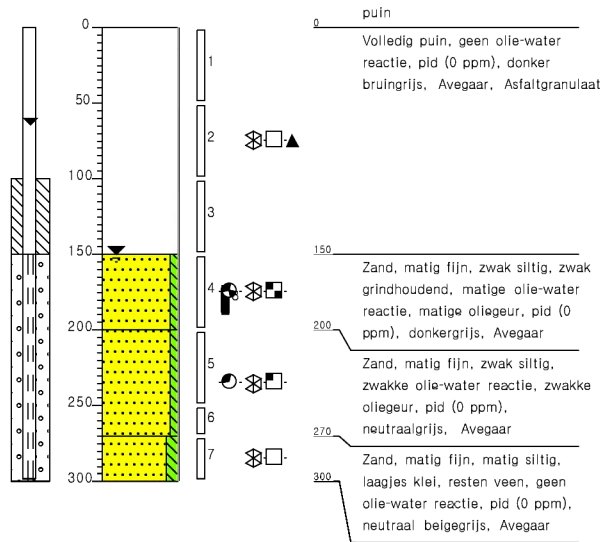 0
50
100
150
200
250
300
1
2
3
4
5
6
7
0
puin
Volledig puin, geen olie-water
reactie, pid (0 ppm), donker
bruingrijs, Avegaar, Asfaltgranulaat
150
Zand, matig fijn, zwak siltig, zwak
grindhoudend, matige olie-water
reactie, matige oliegeur, pid (0
ppm), donkergrijs, Avegaar
200
Zand, matig fijn, zwak siltig,
zwakke olie-water reactie, zwakke
oliegeur, pid (0 ppm),
neutraalgrijs, Avegaar
270
Zand, matig fijn, matig siltig,
laagjes klei, resten veen, geen
olie-water reactie, pid (0 ppm),
neutraal beigegrijs, Avegaar
300